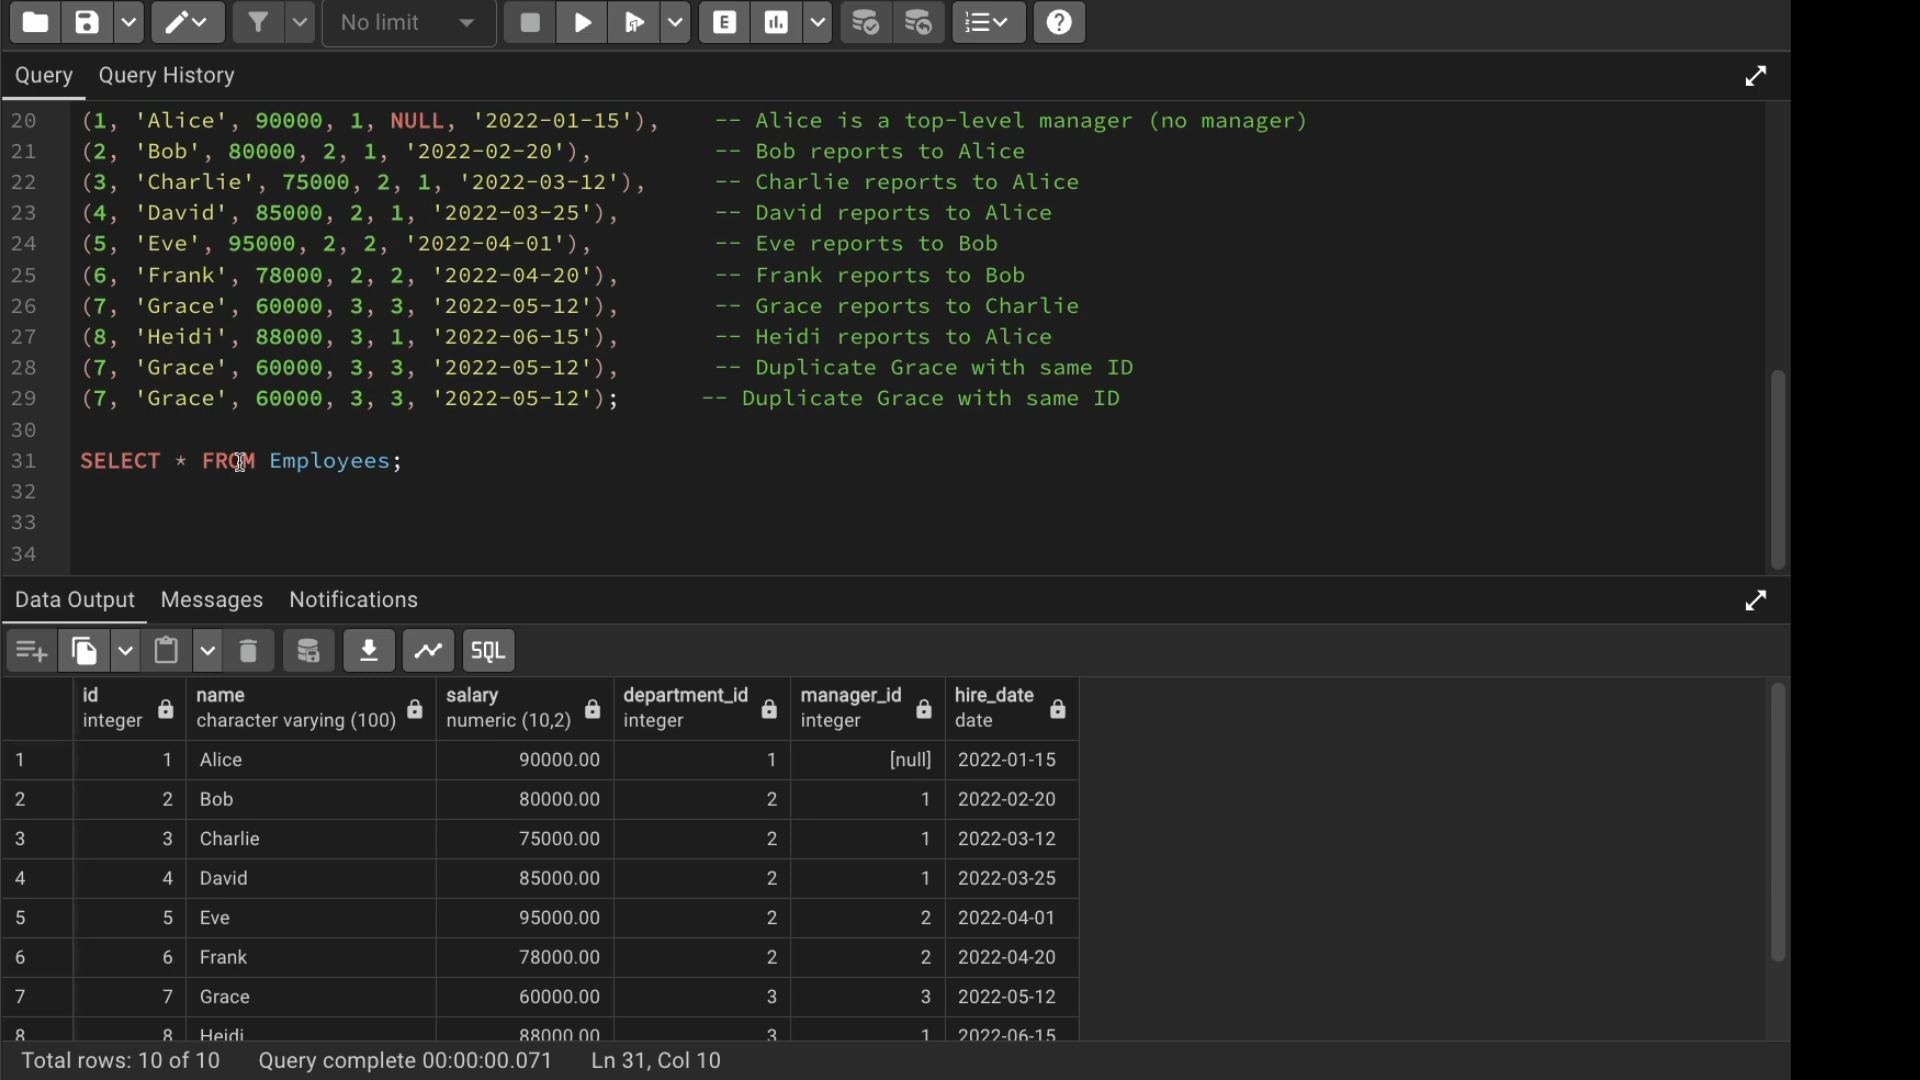 No limit
E
Query Query History
20 (1, 'Alice', 90000, 1, NULL, '2022-01-15'), -- Alice is a top-level manager (no manager)
21 (2, 'Bob', 80000, 2, 1, '2022-02-20'), -- Bob reports to Alice
22 (3, 'Charlie', 75000, 2, 1, '2022-03-12'), -- Charlie reports to Alice
23 (4, 'David', 85000, 2, 1, '2022-03-25'), -- David reports to Alice
24 (5, 'Eve', 95000, 2, 2, '2022-04-01'), -- Eve reports to Bob
25 (6, 'Frank', 78000, 2, 2, '2022-04-20'), -- Frank reports to Bob
26 (7, 'Grace', 60000, 3, 3, '2022-05-12'), -- Grace reports to Charlie
27 (8, 'Heidi', 88000, 3, 1, '2022-06-15'), -- Heidi reports to Alice
28 (7, 'Grace', 60000, 3, 3, '2022-05-12'), -- Duplicate Grace with same ID
29 (7, 'Grace', 60000, 3, 3, '2022-05-12'); -- Duplicate Grace with same ID
30
31 SELECT * FROM Employees;
32
33
34
Data Output Messages Notifications
SQL
id name salary department_id manager_id hire_date
integer character varying (100) numeric (10,2) integer integer date
1 1 Alice 90000.00 1 [null] 2022-01-15
2 2 Bob 80000.00 2 1 2022-02-20
3 3 Charlie 75000.00 2 1 2022-03-12
4 4 David 85000.00 2 1 2022-03-25
5 5 Eve 95000.00 2 2 2022-04-01
6 6 Frank 78000.00 2 2 2022-04-20
7 7 Grace 60000.00 3 3 2022-05-12
8 8 Heidi 88000.00 3 1 2022-06-15
Total rows: 10 of 10 Query complete 00:00:00.071 Ln 31, Col 10